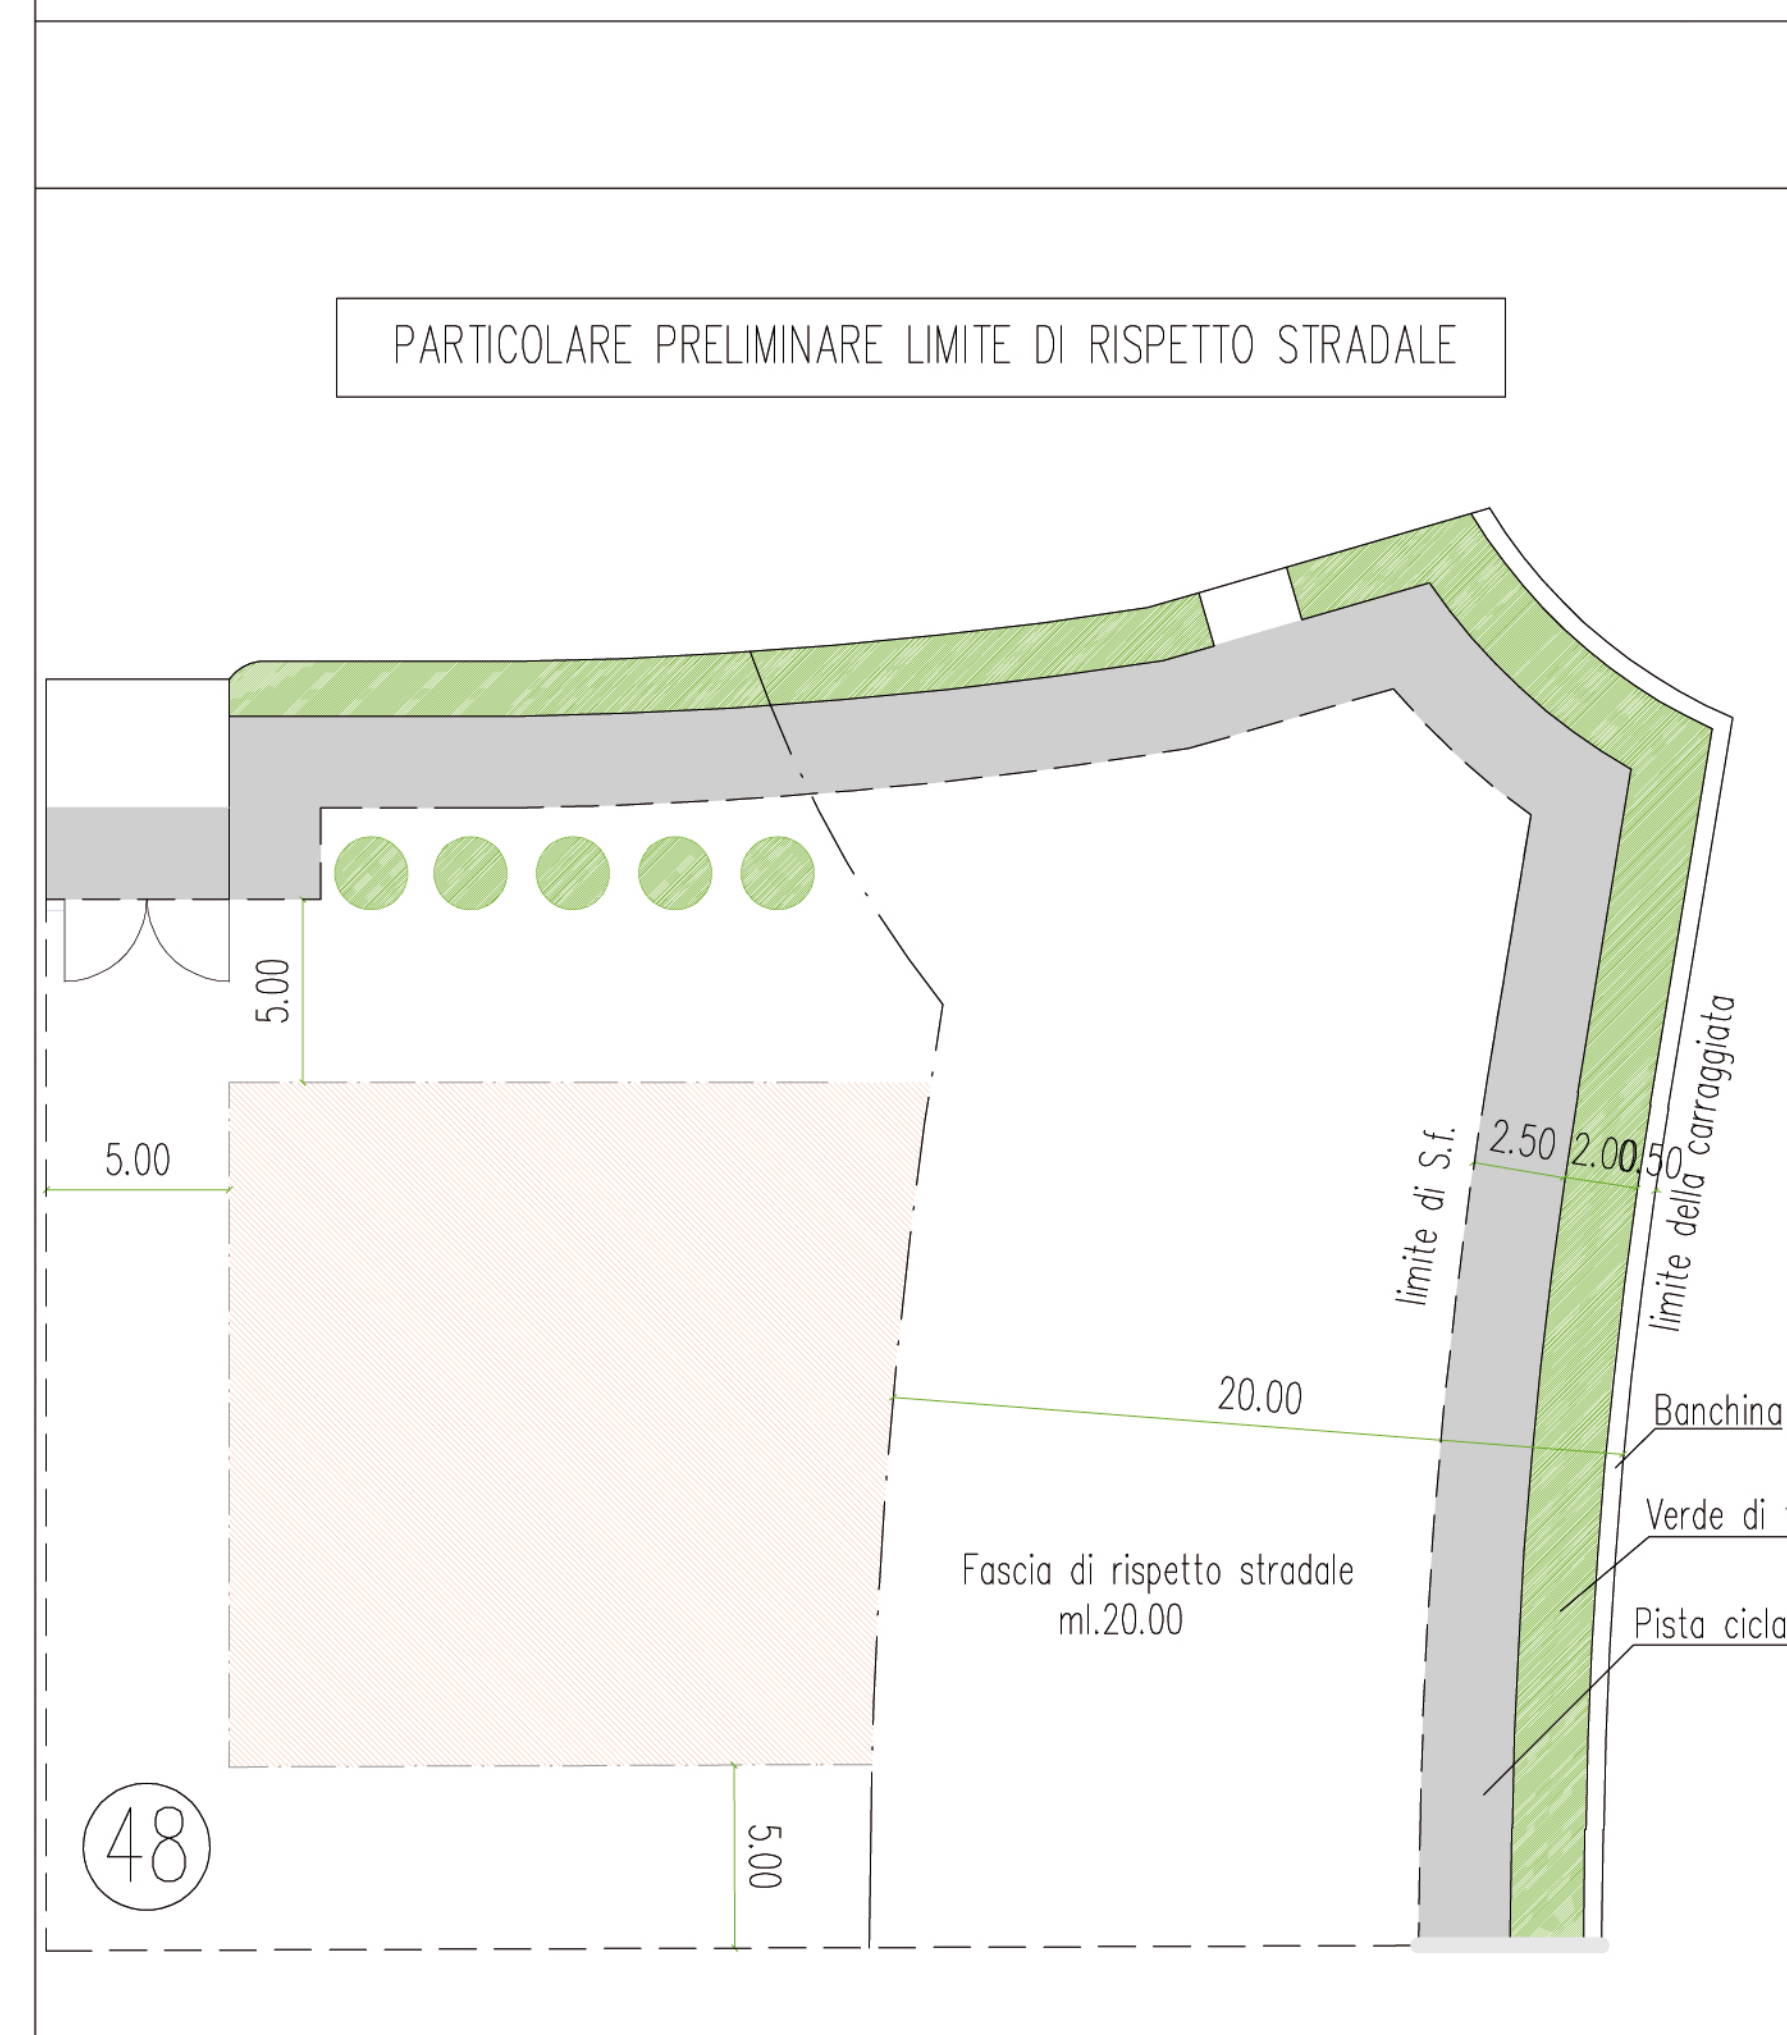 PARTICOLARE PRELIMINARE LIMITE DI RISPETTO STRADALE
5.00
5.00
limite di S.f.
2.50
2.00
0.50
limite della carraggiata
20.00
Banchina
Verde di
Fascia di rispetto stradale
ml.20.00
Pista cicla
48
5.00